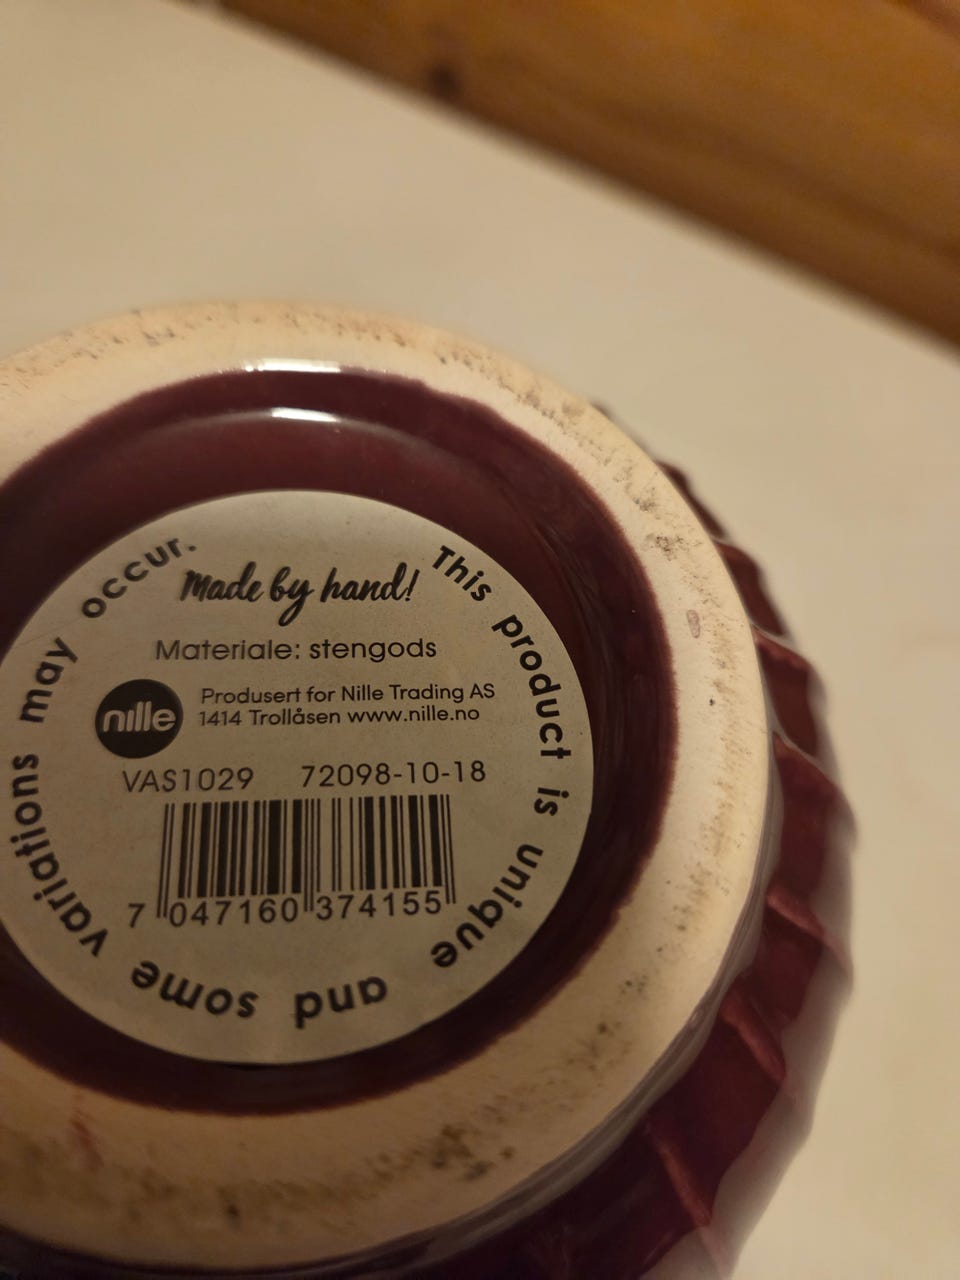 Made by hand!
Materiale: stengods
nille
Produsert for Nille Trading AS
1414 Trollåsen www.nille.no
VAS1029 72098-10-18
7 047160 374155
This product is unique and some variations may occur.